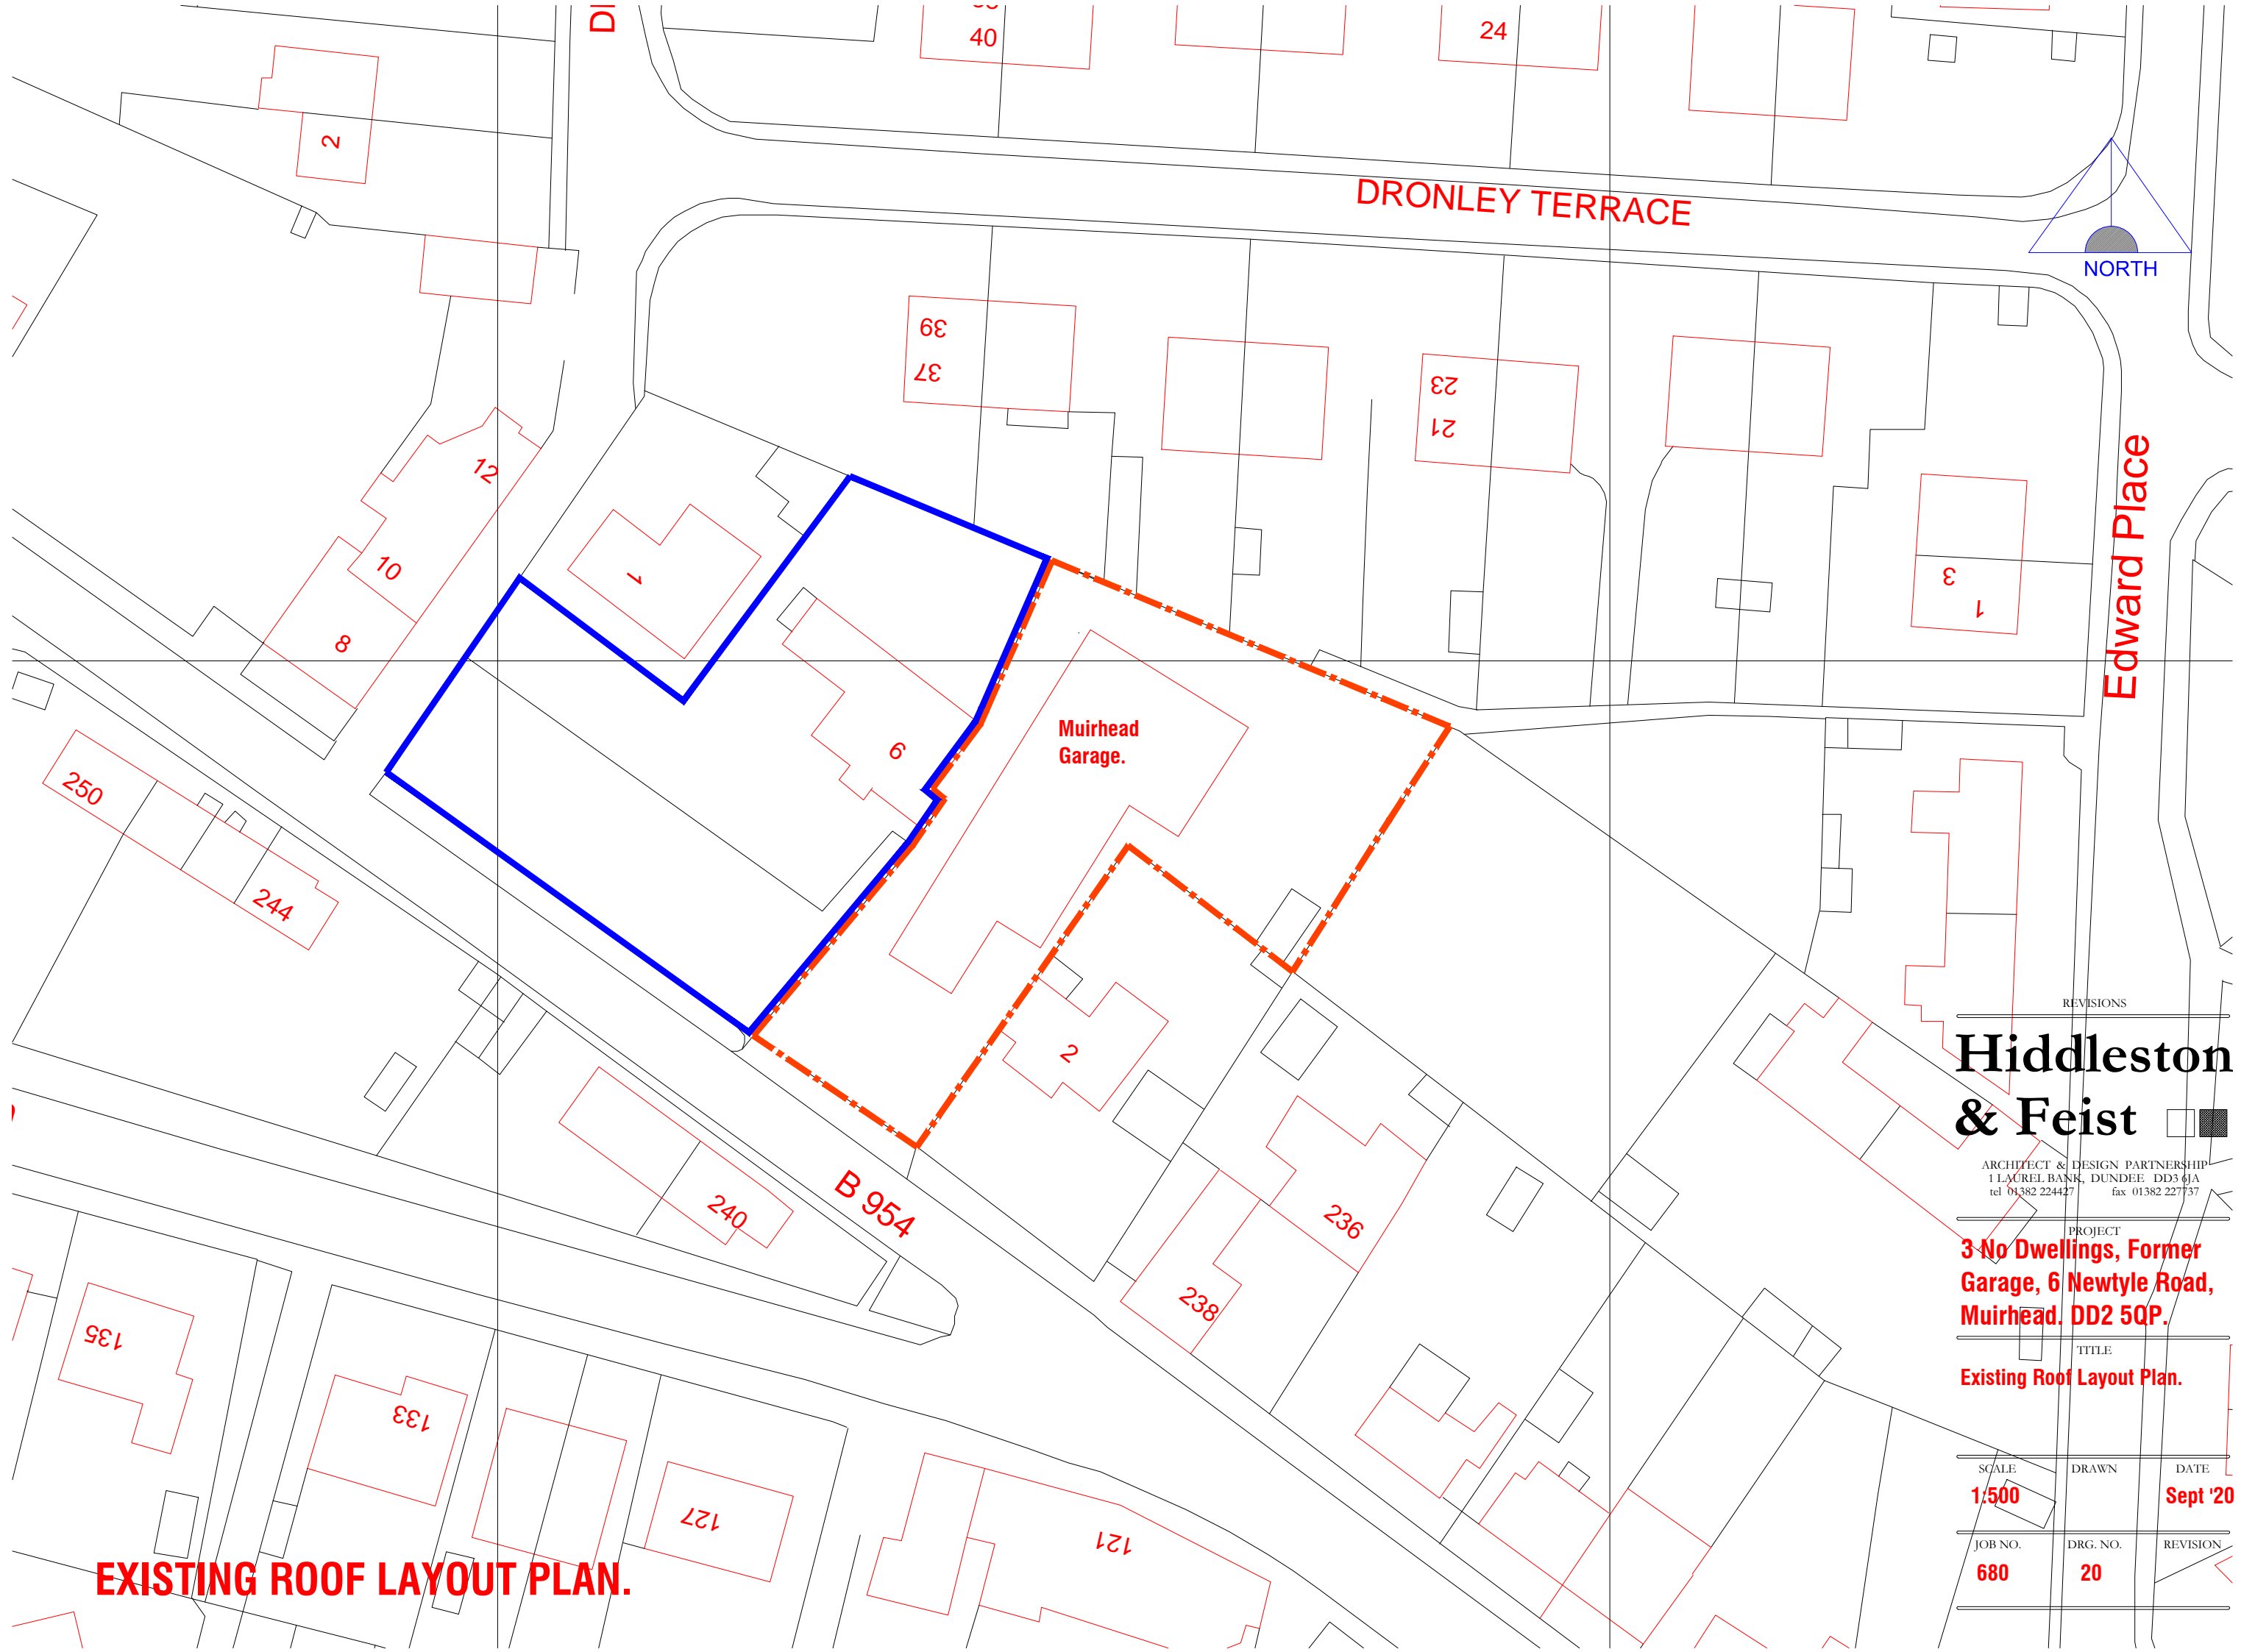 40
24
2
DRONLEY TERRACE
NORTH
39
37
23
21
12
10
8
1
3
1
Edward Place
Muirhead
Garage.
6
250
244
2
240
B 954
236
238
135
133
127
121
REVISIONS
Hiddleston
& Feist
ARCHITECT & DESIGN PARTNERSHIP
1 LAUREL BANK, DUNDEE DD3 6JA
tel 01382 224427 fax 01382 227737
PROJECT
3 No Dwellings, Former
Garage, 6 Newtyle Road,
Muirhead. DD2 5QP.
TITLE
Existing Roof Layout Plan.
SCALE DRAWN DATE
1:500 Sept '20
JOB NO. DRG. NO. REVISION
680 20
EXISTING ROOF LAYOUT PLAN.